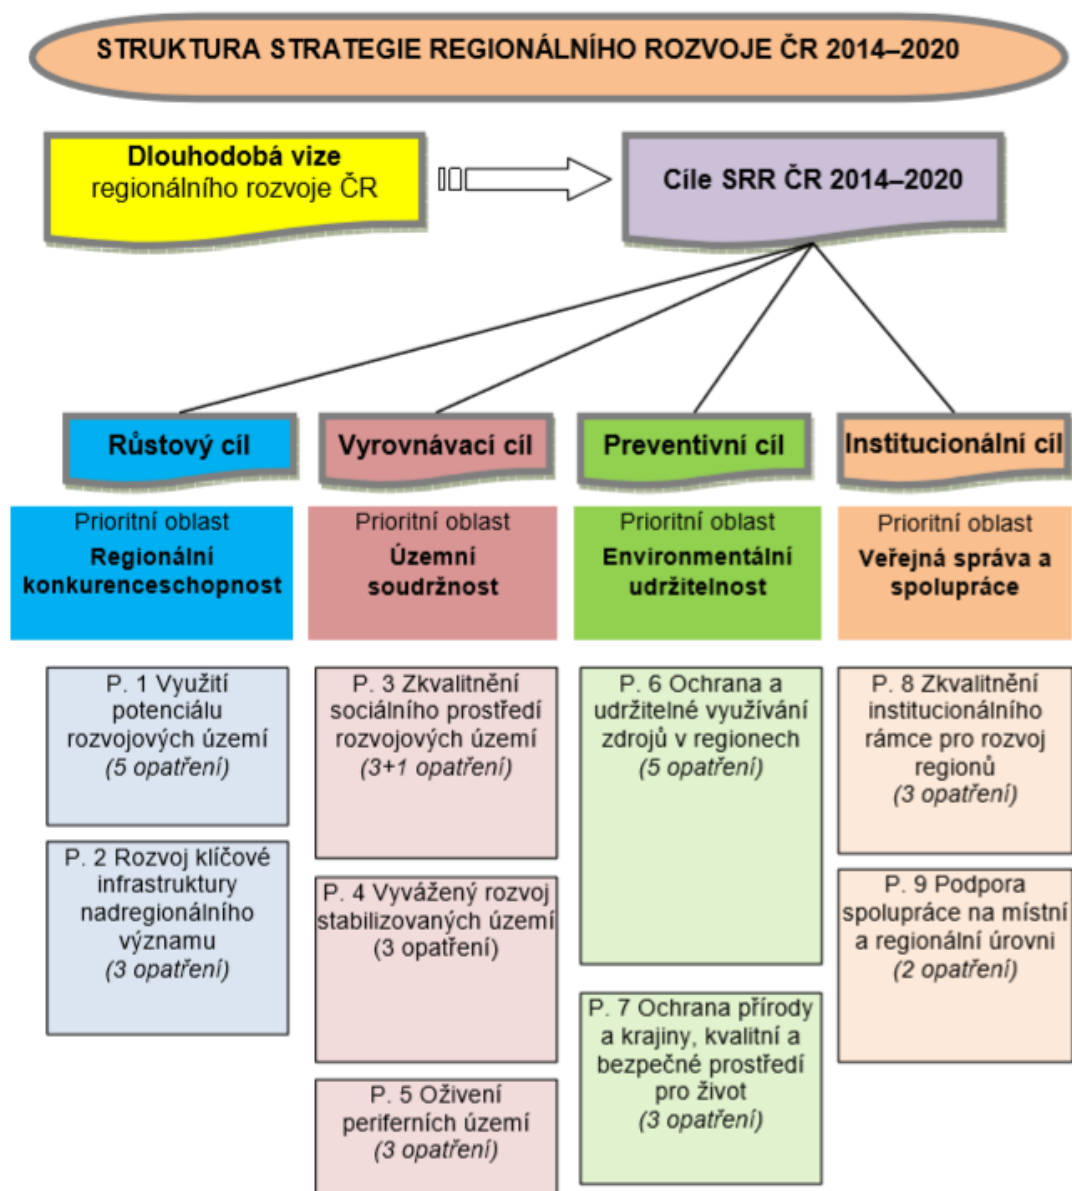 STRUKTURA STRATEGIE REGIONÁLNÍHO ROZVOJE ČR 2014–2020
Dlouhodobá vize
regionálního rozvoje ČR
Cíle SRR ČR 2014–2020
Růstový cíl
Vyrovnávací cíl
Preventivní cíl
Institucionální cíl
Prioritní oblast
Regionální
konkurenceschopnost
Prioritní oblast
Územní
soudržnost
Prioritní oblast
Environmentální
udržitelnost
Prioritní oblast
Veřejná správa a
spolupráce
P. 1 Využití
potenciálu
rozvojových území
(5 opatření)
P. 2 Rozvoj klíčové
infrastruktury
nadregionálního
významu
(3 opatření)
P. 3 Zkvalitnění
sociálního prostředí
rozvojových území
(3+1 opatření)
P. 4 Vyvážený rozvoj
stabilizovaných území
(3 opatření)
P. 5 Oživení
periferních území
(3 opatření)
P. 6 Ochrana a
udržitelné využívání
zdrojů v regionech
(5 opatření)
P. 7 Ochrana přírody
a krajiny, kvalitní a
bezpečné prostředí
pro život
(3 opatření)
P. 8 Zkvalitnění
institucionálního
rámce pro rozvoj
regionů
(3 opatření)
P. 9 Podpora
spolupráce na místní
a regionální úrovni
(2 opatření)